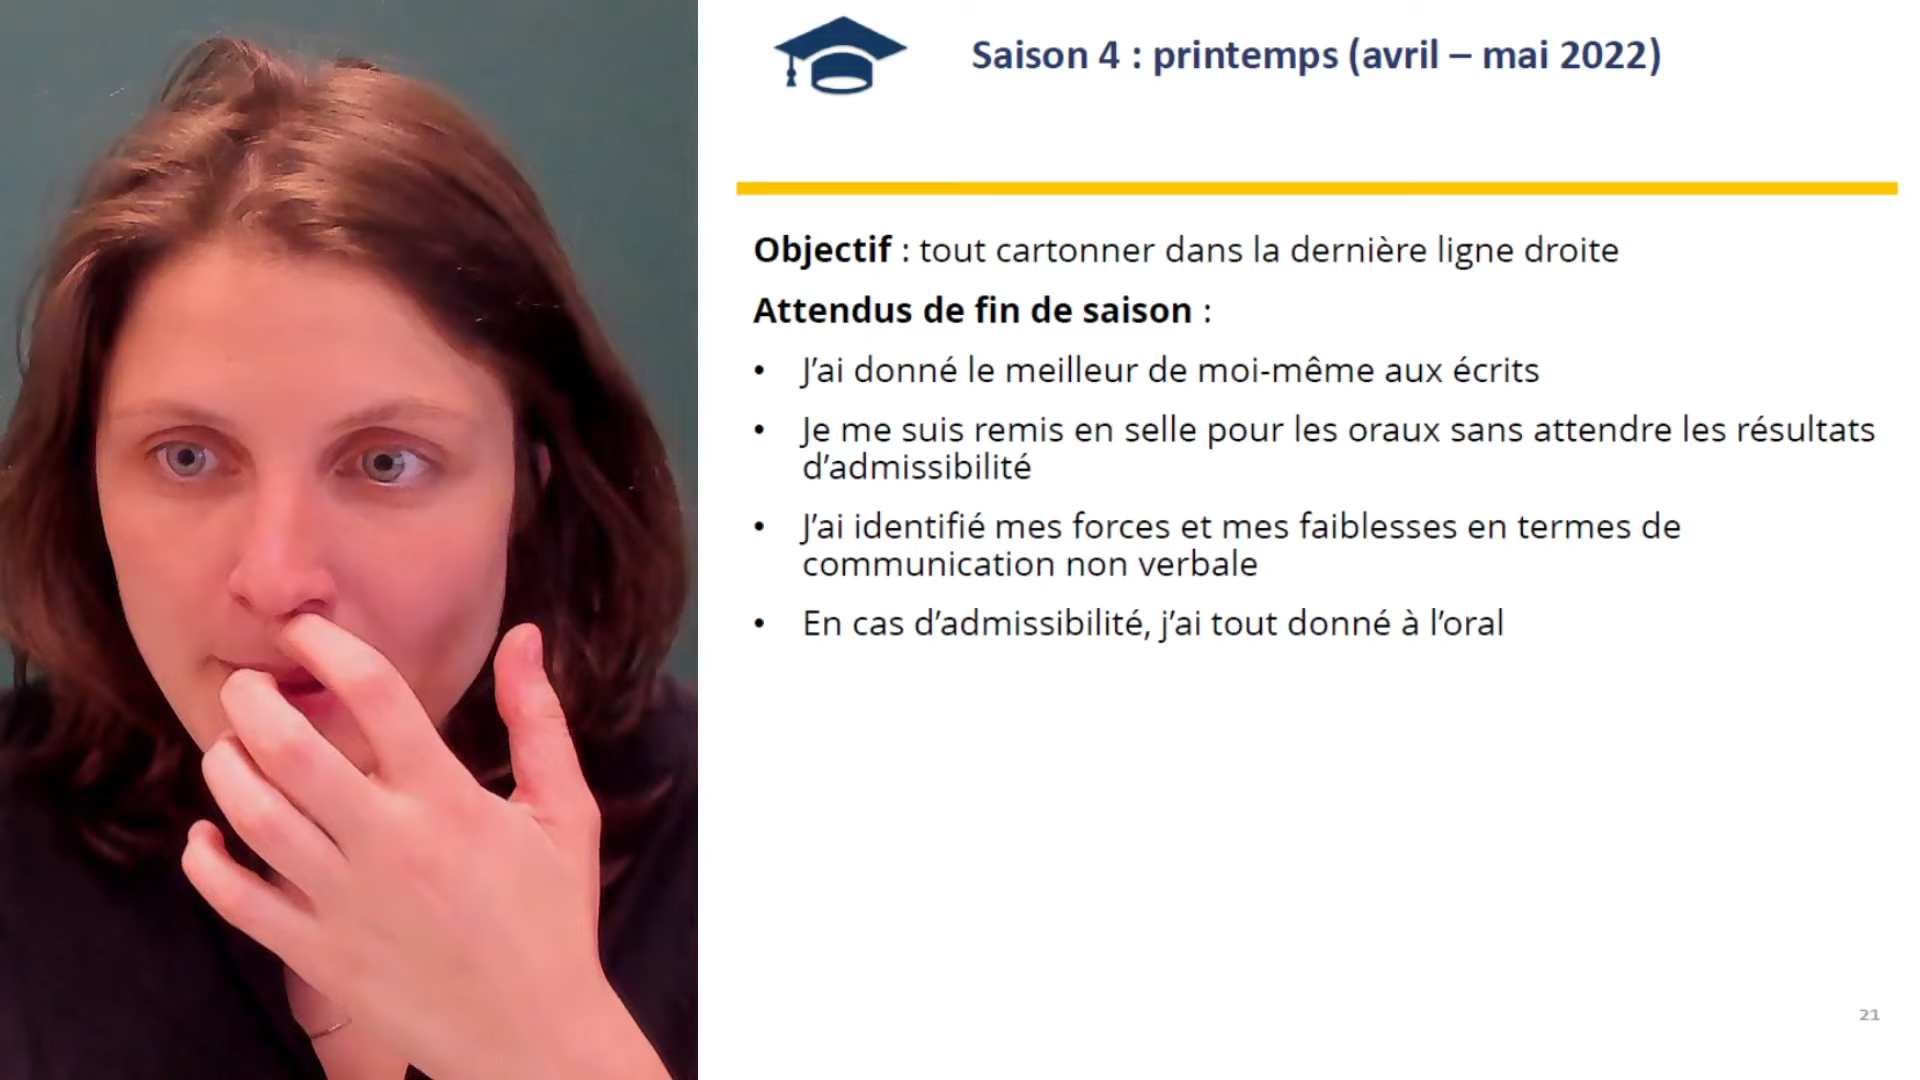 Saison 4 : printemps (avril – mai 2022)
Objectif : tout cartonner dans la dernière ligne droite
Attendus de fin de saison :
• J’ai donné le meilleur de moi-même aux écrits
• Je me suis remis en selle pour les oraux sans attendre les résultats
d’admissibilité
• J’ai identifié mes forces et mes faiblesses en termes de
communication non verbale
• En cas d’admissibilité, j’ai tout donné à l’oral
21